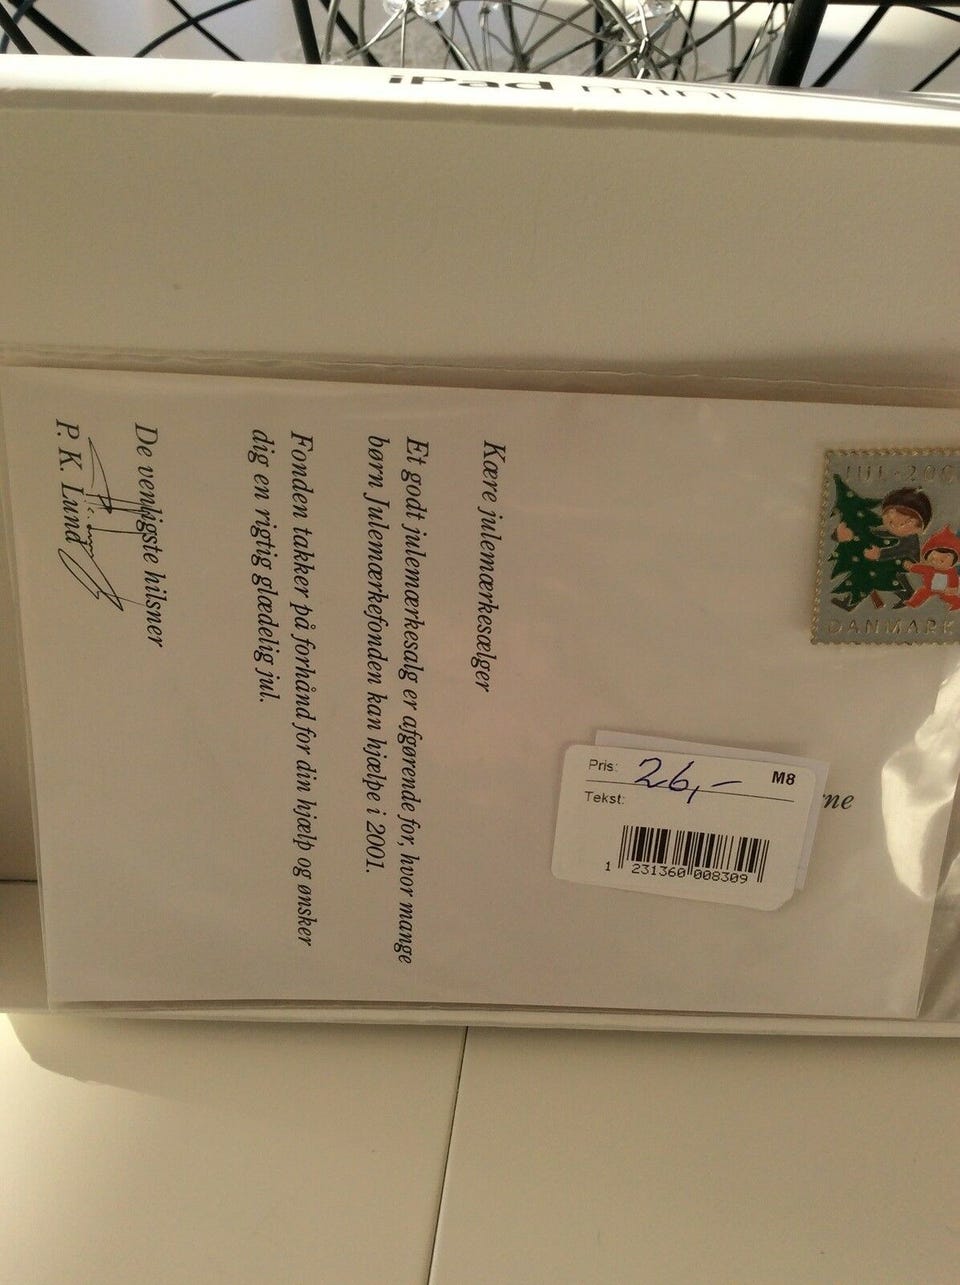 iPad mini
JUL·200
DANMARK
Kære julemærkesælger
Et godt julemærkesalg er afgørende for, hvor mange
børn Julemærkefonden kan hjælpe i 2001.
Fonden takker på forhånd for din hjælp og ønsker
dig en rigtig glædelig jul.
De venligste hilsner
P. K. Lund
Pris: 26,- M8
Tekst:
1 231360 008309